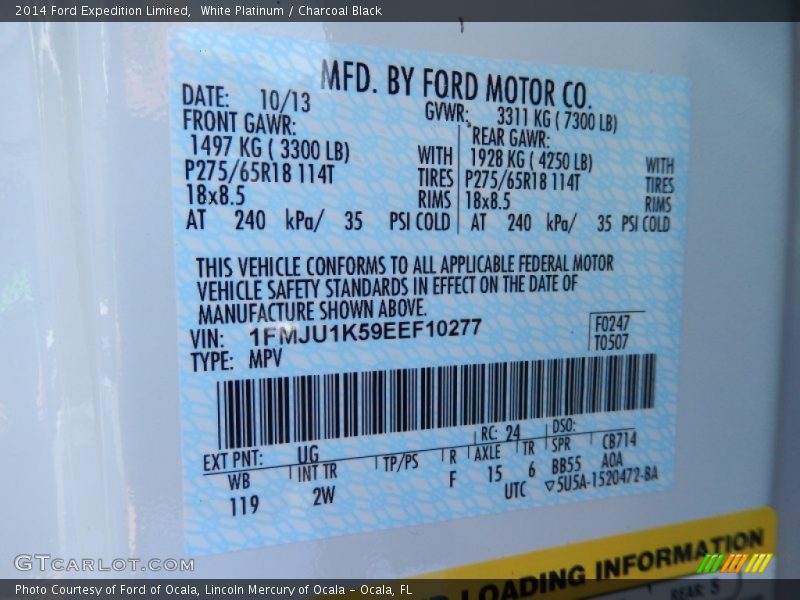 2014 Ford Expedition Limited, White Platinum / Charcoal Black
MFD. BY FORD MOTOR CO.
DATE: 10/13 GVWR: 3311 KG ( 7300 LB)
FRONT GAWR: REAR GAWR:
1497 KG ( 3300 LB) WITH 1928 KG ( 4250 LB) WITH
P275/65R18 114T TIRES P275/65R18 114T TIRES
18x8.5 RIMS 18x8.5 RIMS
AT 240 kPa/ 35 PSI COLD AT 240 kPa/ 35 PSI COLD
THIS VEHICLE CONFORMS TO ALL APPLICABLE FEDERAL MOTOR
VEHICLE SAFETY STANDARDS IN EFFECT ON THE DATE OF
MANUFACTURE SHOWN ABOVE.
VIN: 1FMJU1K59EEF10277 F0247
TYPE: MPV T0507
EXT PNT: UG RC: 24 DSO:
WB INT TR TP/PS R AXLE TR SPR CB714
119 2W F 15 6 BB55 A0A
UTC ▽5U5A-1520472-BA
LOADING INFORMATION
REAR 5
GTcarlot.com
Photo Courtesy of Ford of Ocala, Lincoln Mercury of Ocala - Ocala, FL